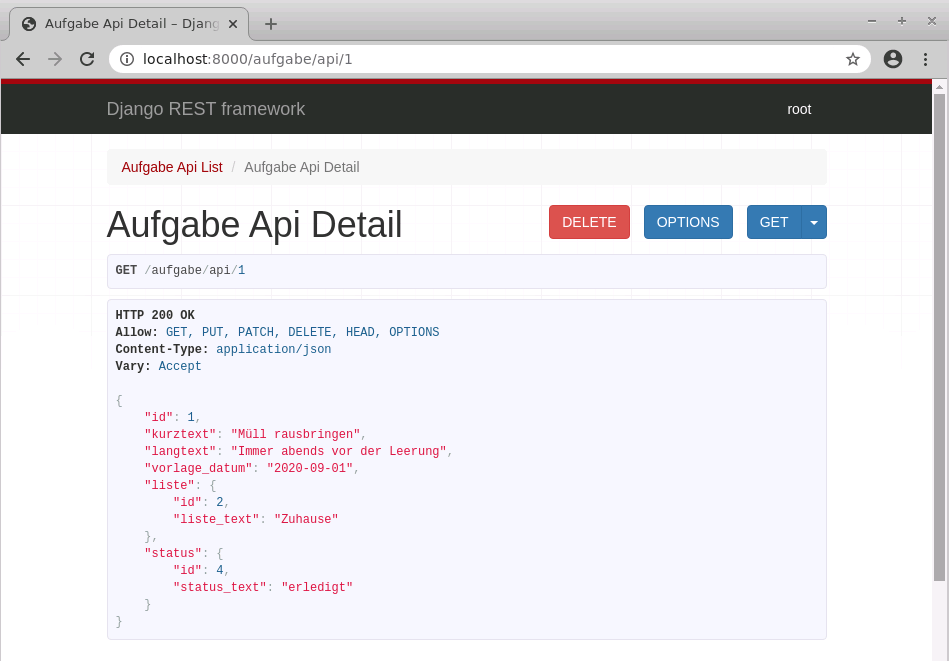 Aufgabe Api Detail – Djang
localhost:8000/aufgabe/api/1
Django REST framework
root
Aufgabe Api List / Aufgabe Api Detail
Aufgabe Api Detail
DELETE
OPTIONS
GET
GET /aufgabe/api/1
HTTP 200 OK
Allow: GET, PUT, PATCH, DELETE, HEAD, OPTIONS
Content-Type: application/json
Vary: Accept
{
    "id": 1,
    "kurztext": "Müll rausbringen",
    "langtext": "Immer abends vor der Leerung",
    "vorlage_datum": "2020-09-01",
    "liste": {
        "id": 2,
        "liste_text": "Zuhause"
    },
    "status": {
        "id": 4,
        "status_text": "erledigt"
    }
}